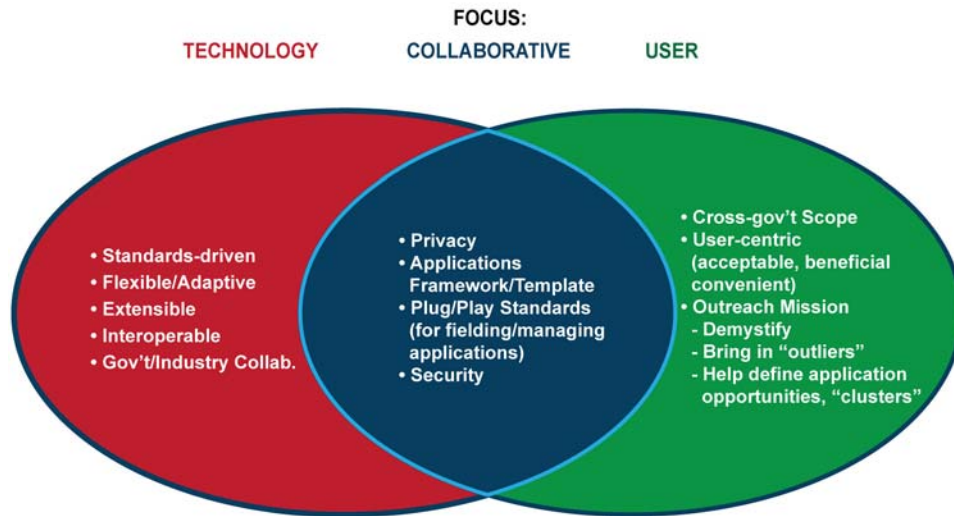 FOCUS:
TECHNOLOGY COLLABORATIVE USER
• Standards-driven
• Flexible/Adaptive
• Extensible
• Interoperable
• Gov't/Industry Collab.
• Privacy
• Applications
Framework/Template
• Plug/Play Standards
(for fielding/managing
applications)
• Security
• Cross-gov't Scope
• User-centric
(acceptable, beneficial
convenient)
• Outreach Mission
- Demystify
- Bring in “outliers”
- Help define application
opportunities, “clusters”